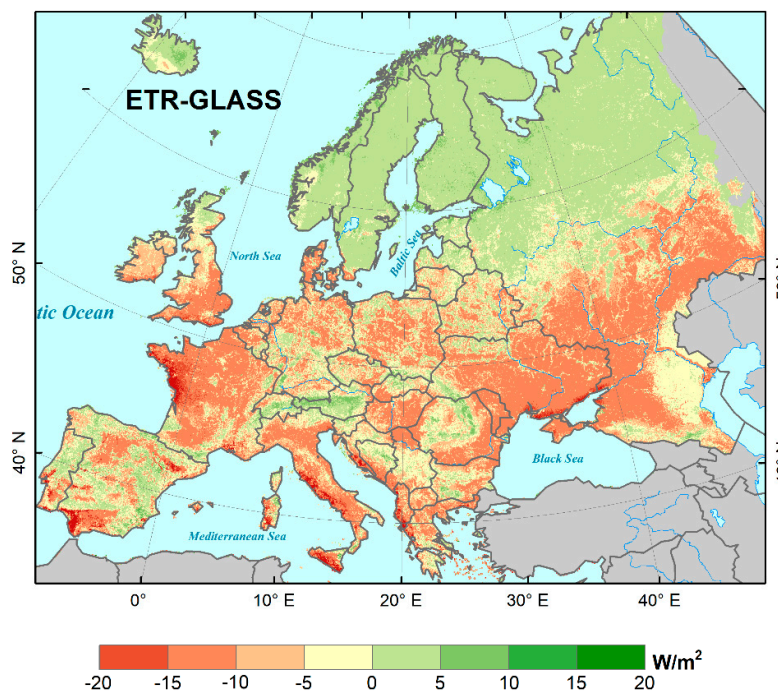 ETR-GLASS
North Sea
Baltic Sea
50° N
tic Ocean
40° N
Black Sea
Mediterranean Sea
0° 10° E 20° E 30° E 40° E
-20 -15 -10 -5 0 5 10 15 20 W/m²